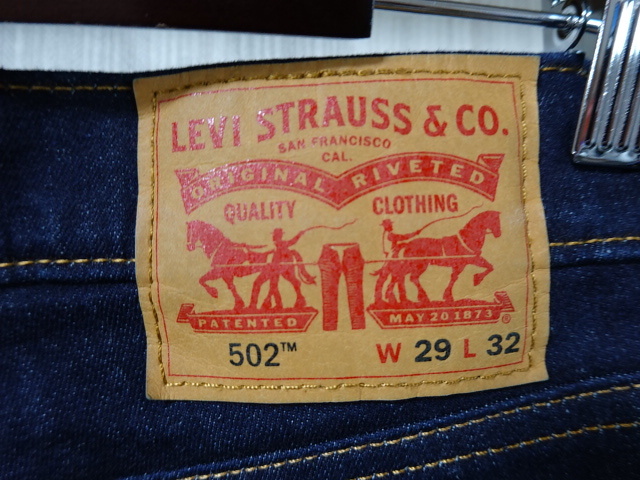 LEVI STRAUSS & CO.
SAN FRANCISCO
CAL.
ORIGINAL RIVETED
QUALITY CLOTHING
PATENTED MAY 20 1873 ®
502™ W 29 L 32